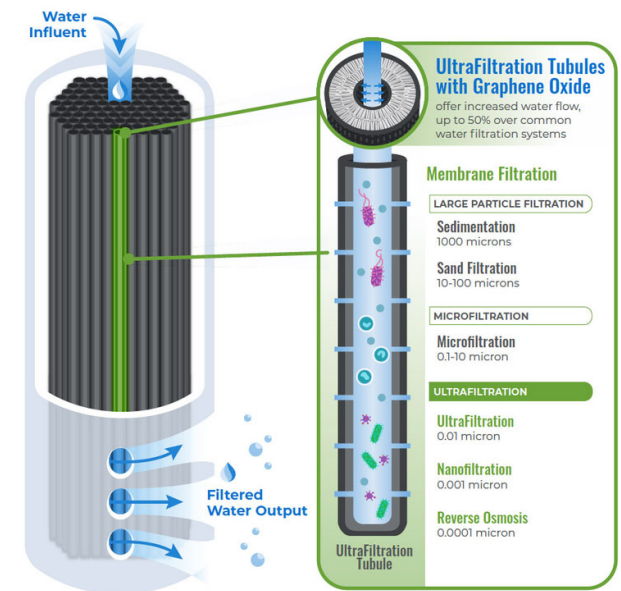 Water
Influent
UltraFiltration Tubules
with Graphene Oxide
offer increased water flow,
up to 50% over common
water filtration systems
Membrane Filtration
LARGE PARTICLE FILTRATION
Sedimentation
1000 microns
Sand Filtration
10-100 microns
MICROFILTRATION
Microfiltration
0.1-10 micron
ULTRAFILTRATION
UltraFiltration
0.01 micron
Nanofiltration
0.001 micron
Reverse Osmosis
0.0001 micron
Filtered
Water Output
UltraFiltration
Tubule